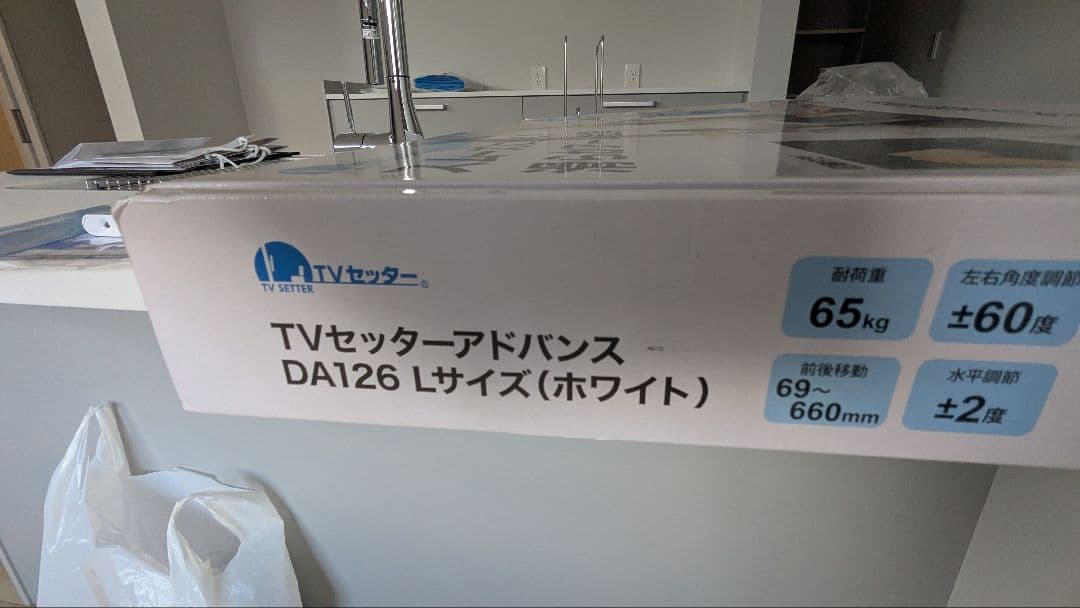 TVセッター®
TV SETTER
TVセッターアドバンス
DA126 Lサイズ(ホワイト)
耐荷重
65kg
左右角度調節
±60度
前後移動
69～
660mm
水平調節
±2度